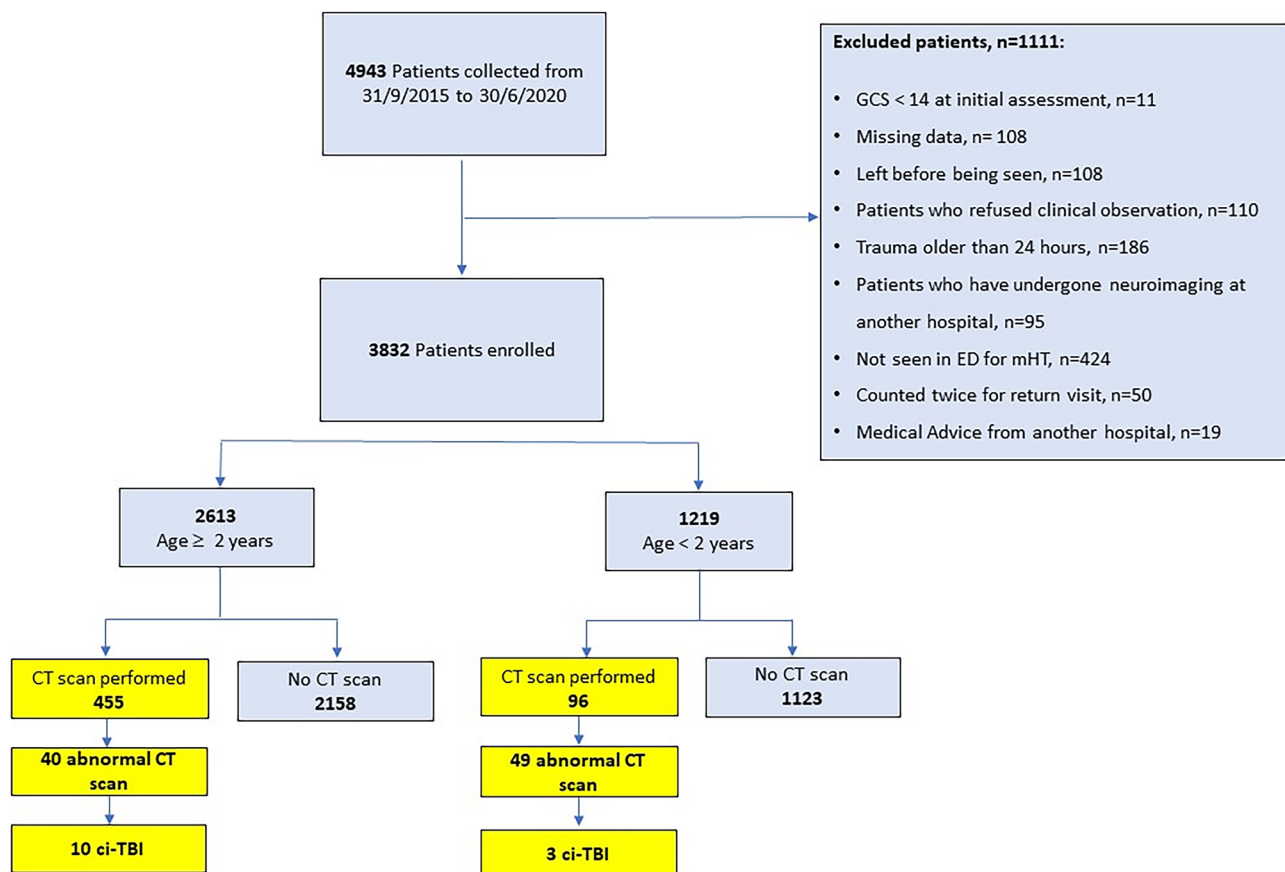 4943 Patients collected from
31/9/2015 to 30/6/2020
Excluded patients, n=1111:
• GCS < 14 at initial assessment, n=11
• Missing data, n= 108
• Left before being seen, n=108
• Patients who refused clinical observation, n=110
• Trauma older than 24 hours, n=186
• Patients who have undergone neuroimaging at
another hospital, n=95
• Not seen in ED for mHT, n=424
• Counted twice for return visit, n=50
• Medical Advice from another hospital, n=19
3832 Patients enrolled
2613
Age ≥ 2 years
1219
Age < 2 years
CT scan performed
455
No CT scan
2158
CT scan performed
96
No CT scan
1123
40 abnormal CT
scan
49 abnormal CT
scan
10 ci-TBI
3 ci-TBI